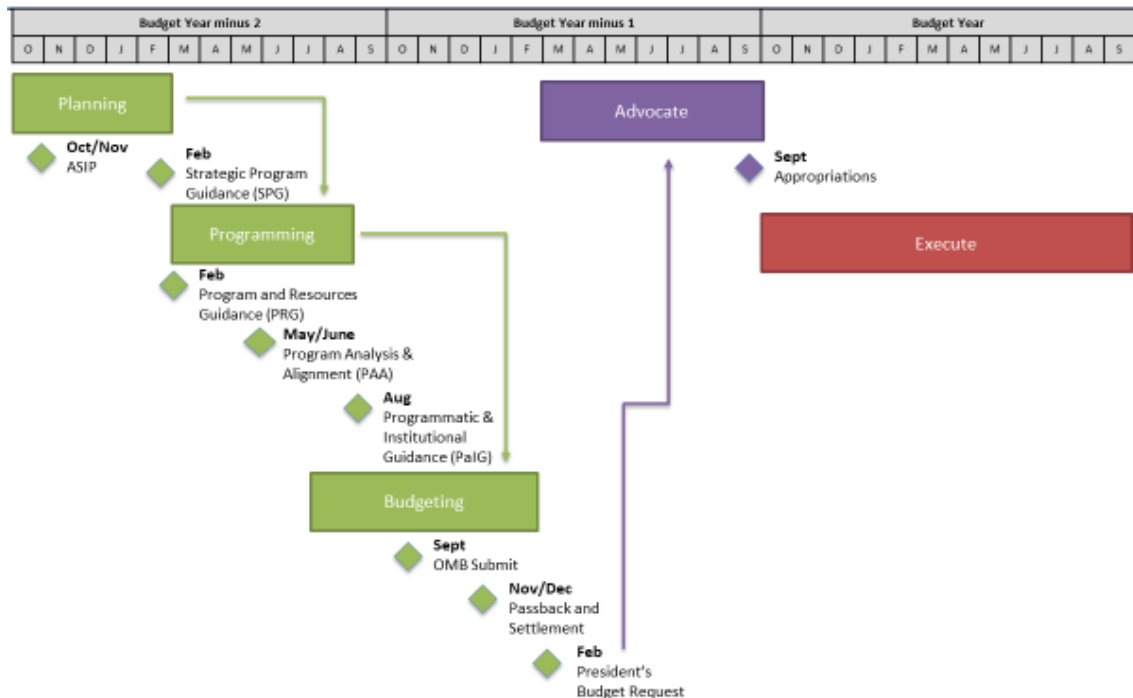 Budget Year minus 2 Budget Year minus 1 Budget Year
O N D J F M A M J J A S O N D J F M A M J J A S O N D J F M A M J J A S
Planning
Advocate
Oct/Nov
ASIP
Feb
Strategic Program
Guidance (SPG)
Sept
Appropriations
Programming
Execute
Feb
Program and Resources
Guidance (PRG)
May/June
Program Analysis &
Alignment (PAA)
Aug
Programmatic &
Institutional
Guidance (PaIG)
Budgeting
Sept
OMB Submit
Nov/Dec
Passback and
Settlement
Feb
President's
Budget Request